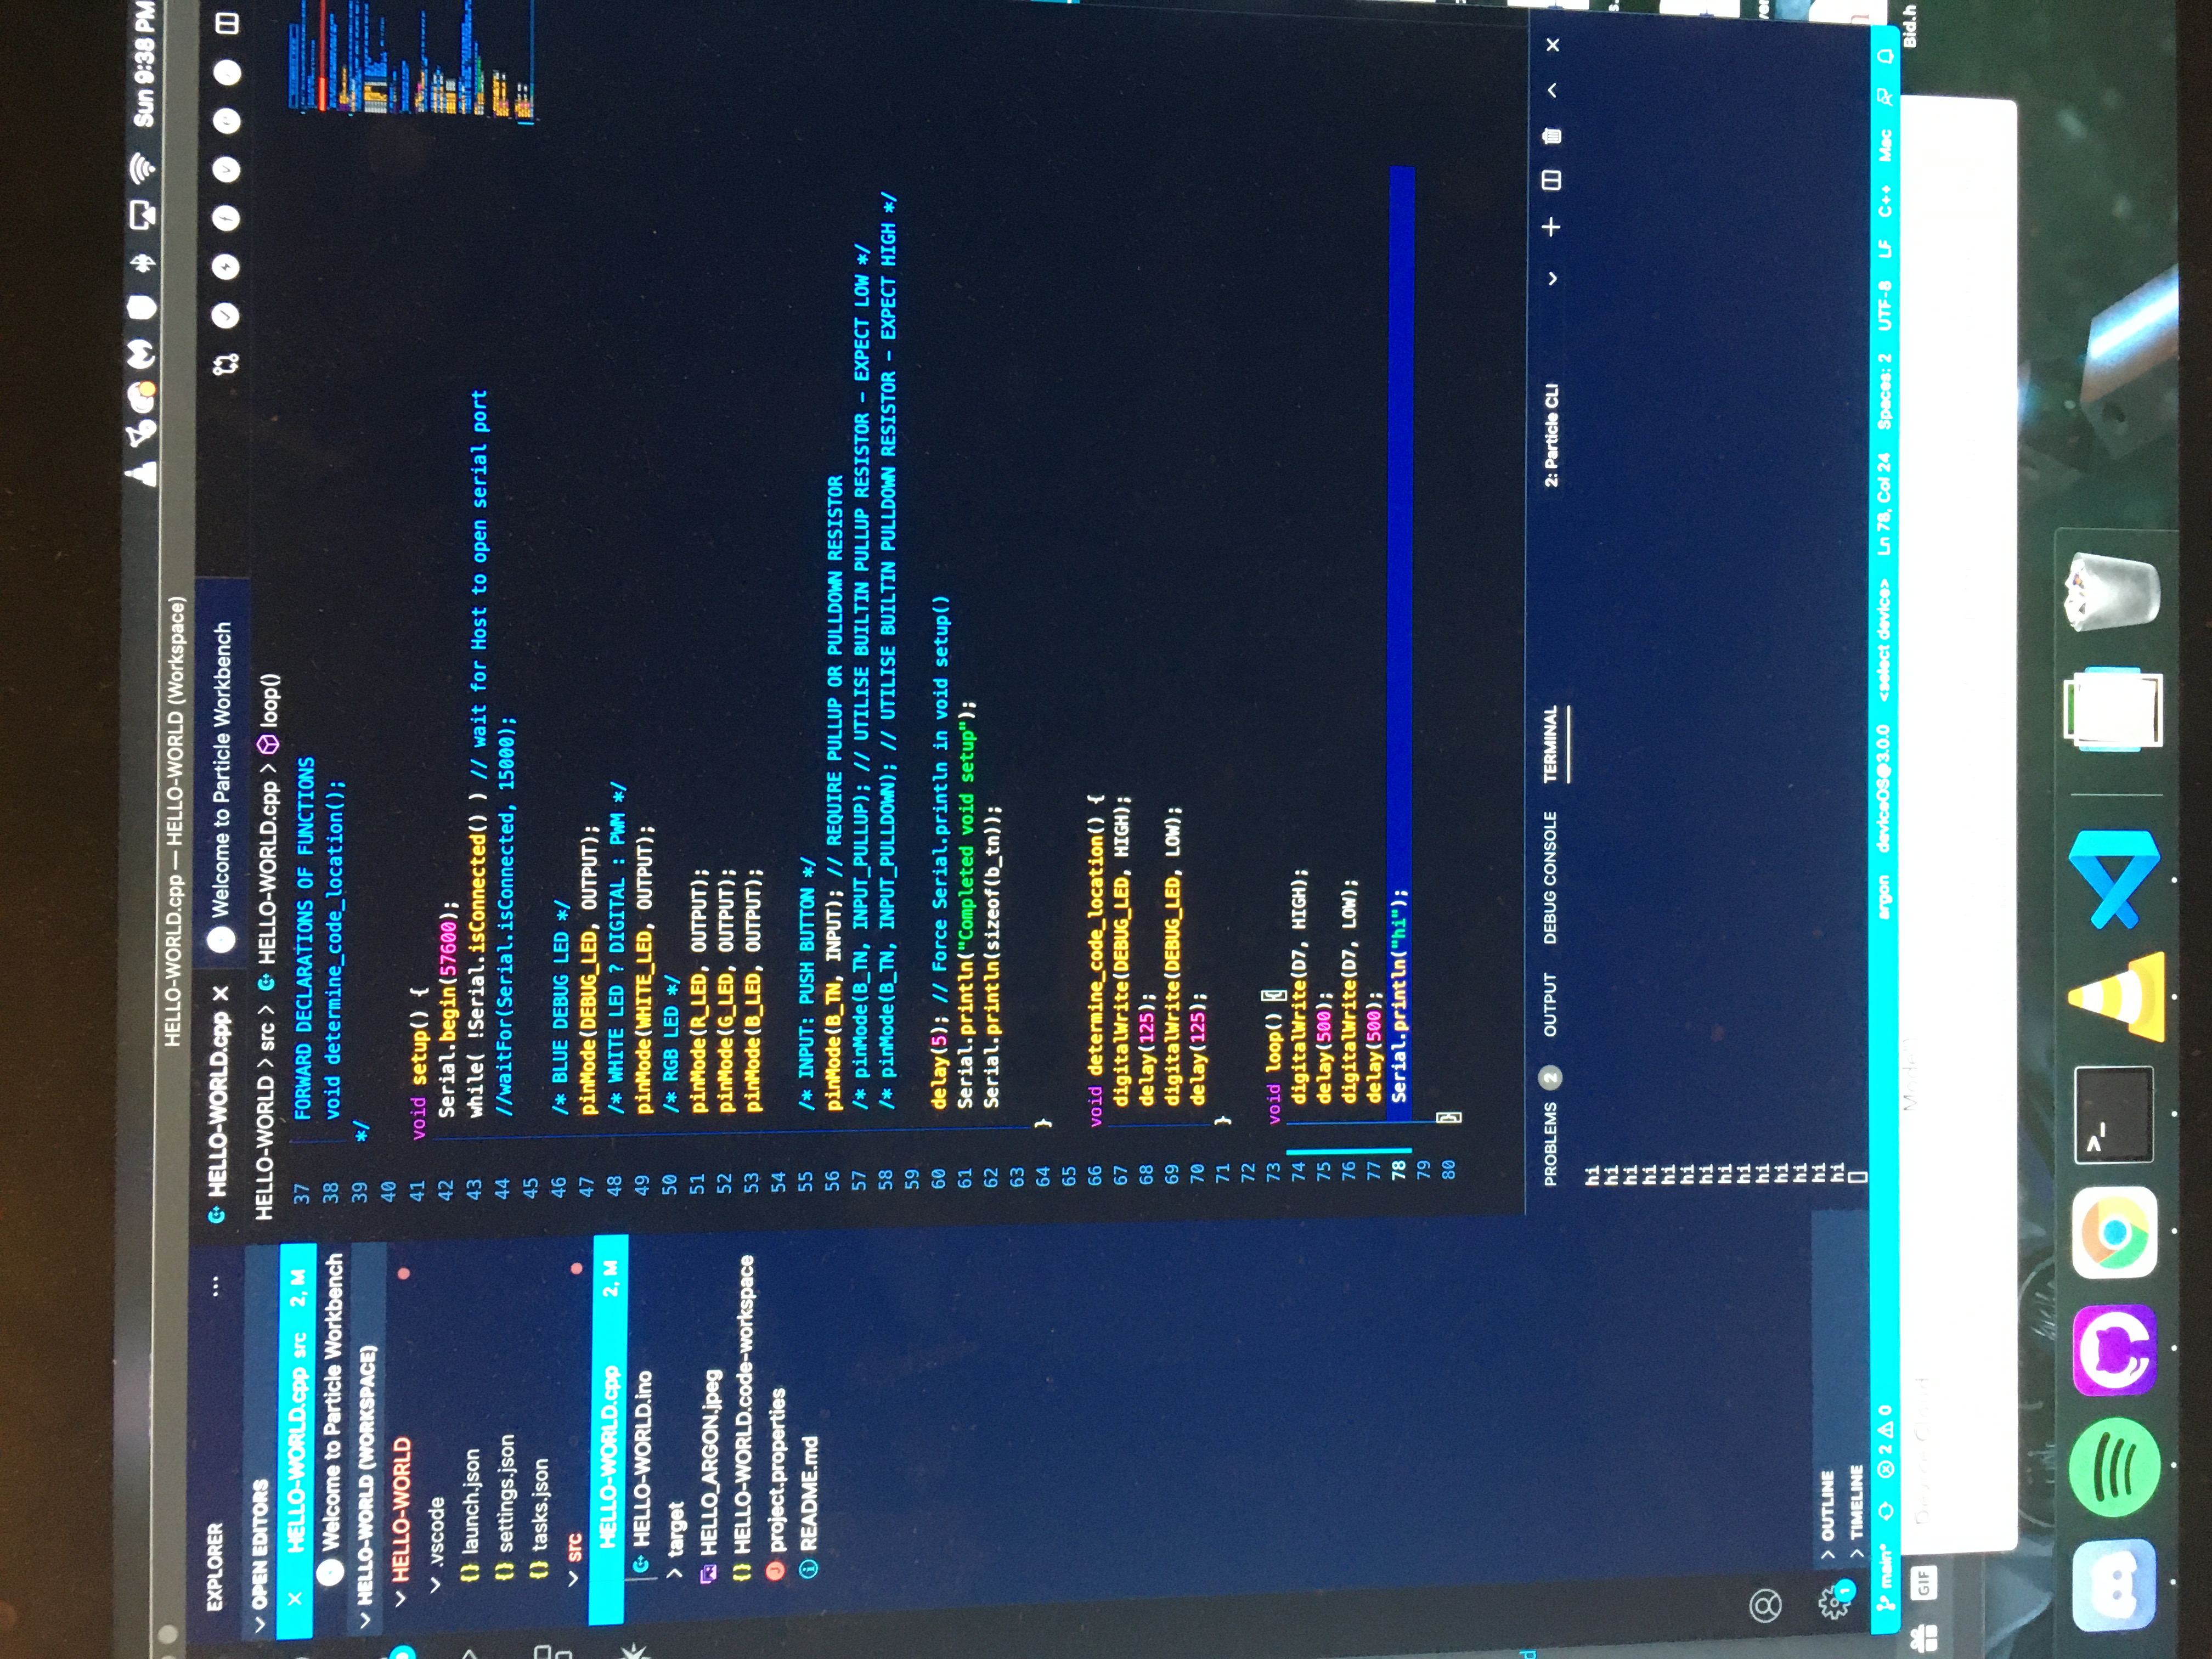 Sun 9:38 PM
HELLO-WORLD.cpp — HELLO-WORLD (Workspace)
EXPLORER
OPEN EDITORS
HELLO-WORLD.cpp src 2, M
Welcome to Particle Workbench
HELLO-WORLD (WORKSPACE)
HELLO-WORLD
.vscode
{} launch.json
{} settings.json
{} tasks.json
src
HELLO-WORLD.cpp 2, M
HELLO-WORLD.ino
target
HELLO_ARGON.jpeg
{} HELLO-WORLD.code-workspace
project.properties
README.md
OUTLINE
TIMELINE
HELLO-WORLD.cpp
Welcome to Particle Workbench
HELLO-WORLD > src > HELLO-WORLD.cpp > loop()
37 FORWARD DECLARATIONS OF FUNCTIONS
38 void determine_code_location();
39 */
40
41 void setup() {
42 Serial.begin(57600);
43 while( !Serial.isConnected() ) // wait for Host to open serial port
44 //waitFor(Serial.isConnected, 15000);
45
46 /* BLUE DEBUG LED */
47 pinMode(DEBUG_LED, OUTPUT);
48 /* WHITE LED ? DIGITAL : PWM */
49 pinMode(WHITE_LED, OUTPUT);
50 /* RGB LED */
51 pinMode(R_LED, OUTPUT);
52 pinMode(G_LED, OUTPUT);
53 pinMode(B_LED, OUTPUT);
54
55 /* INPUT: PUSH BUTTON */
56 pinMode(B_TN, INPUT); // REQUIRE PULLUP OR PULLDOWN RESISTOR
57 /* pinMode(B_TN, INPUT_PULLUP); // UTILISE BUILTIN PULLUP RESISTOR – EXPECT LOW */
58 /* pinMode(B_TN, INPUT_PULLDOWN); // UTILISE BUILTIN PULLDOWN RESISTOR – EXPECT HIGH */
59
60 delay(5); // Force Serial.println in void setup()
61 Serial.println("Completed void setup");
62 Serial.println(sizeof(b_tn));
63
64 }
65
66 void determine_code_location() {
67 digitalWrite(DEBUG_LED, HIGH);
68 delay(125);
69 digitalWrite(DEBUG_LED, LOW);
70 delay(125);
71 }
72
73 void loop() {
74 digitalWrite(D7, HIGH);
75 delay(500);
76 digitalWrite(D7, LOW);
77 delay(500);
78 Serial.println("hi");
79
80 }
PROBLEMS 2 OUTPUT DEBUG CONSOLE TERMINAL 2: Particle CLI
hi
hi
hi
hi
hi
hi
hi
hi
hi
hi
hi
hi
hi
hi
main* 2 0 argon deviceOS@3.0.0 <select device> Ln 78, Col 24 Spaces: 2 UTF-8 LF C++ Mac
GIF Device Cloud Mode") Bid.h